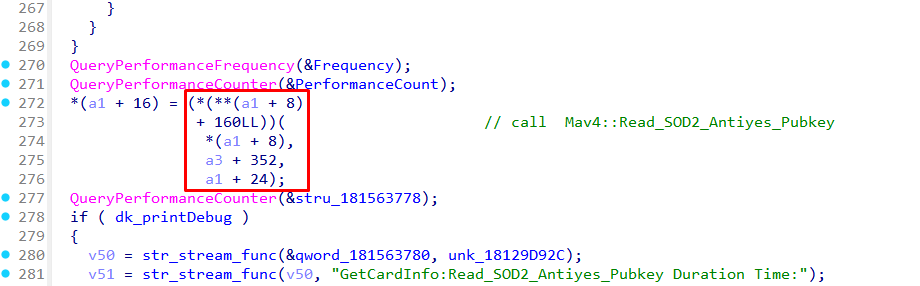 267 }
268 }
269 }
270 QueryPerformanceFrequency(&Frequency);
271 QueryPerformanceCounter(&PerformanceCount);
272 *(a1 + 16) = (*(**(a1 + 8)
273 + 160LL))( // call Mav4::Read_SOD2_Antiyes_Pubkey
274 *(a1 + 8),
275 a3 + 352,
276 a1 + 24);
277 QueryPerformanceCounter(&stru_181563778);
278 if ( dk_printDebug )
279 {
280 v50 = str_stream_func(&qword_181563780, unk_18129D92C);
281 v51 = str_stream_func(v50, "GetCardInfo:Read_SOD2_Antiyes_Pubkey Duration Time:");